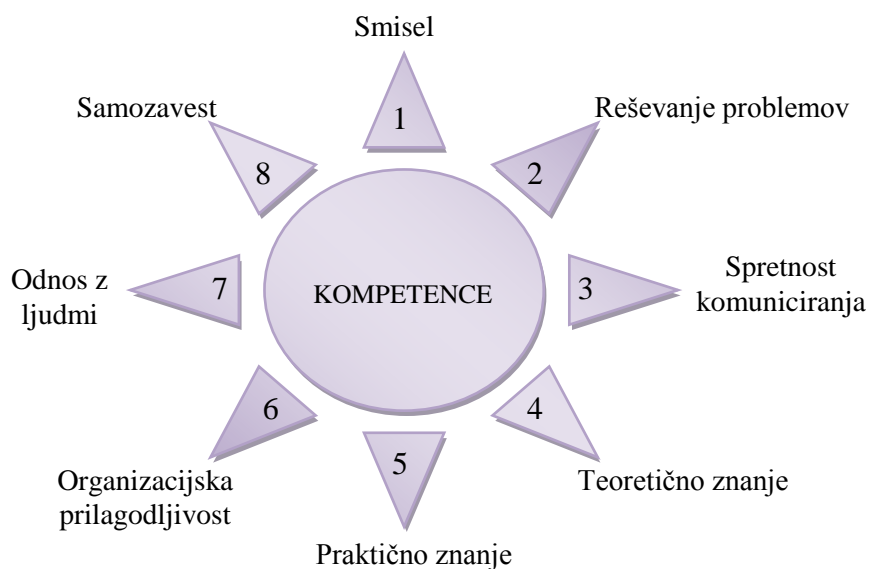 Smisel
1
Reševanje problemov
2
Spretnost
komuniciranja
3
Teoretično znanje
4
Praktično znanje
5
Organizacijska
prilagodljivost
6
Odnos z
ljudmi
7
Samozavest
8
KOMPETENCE